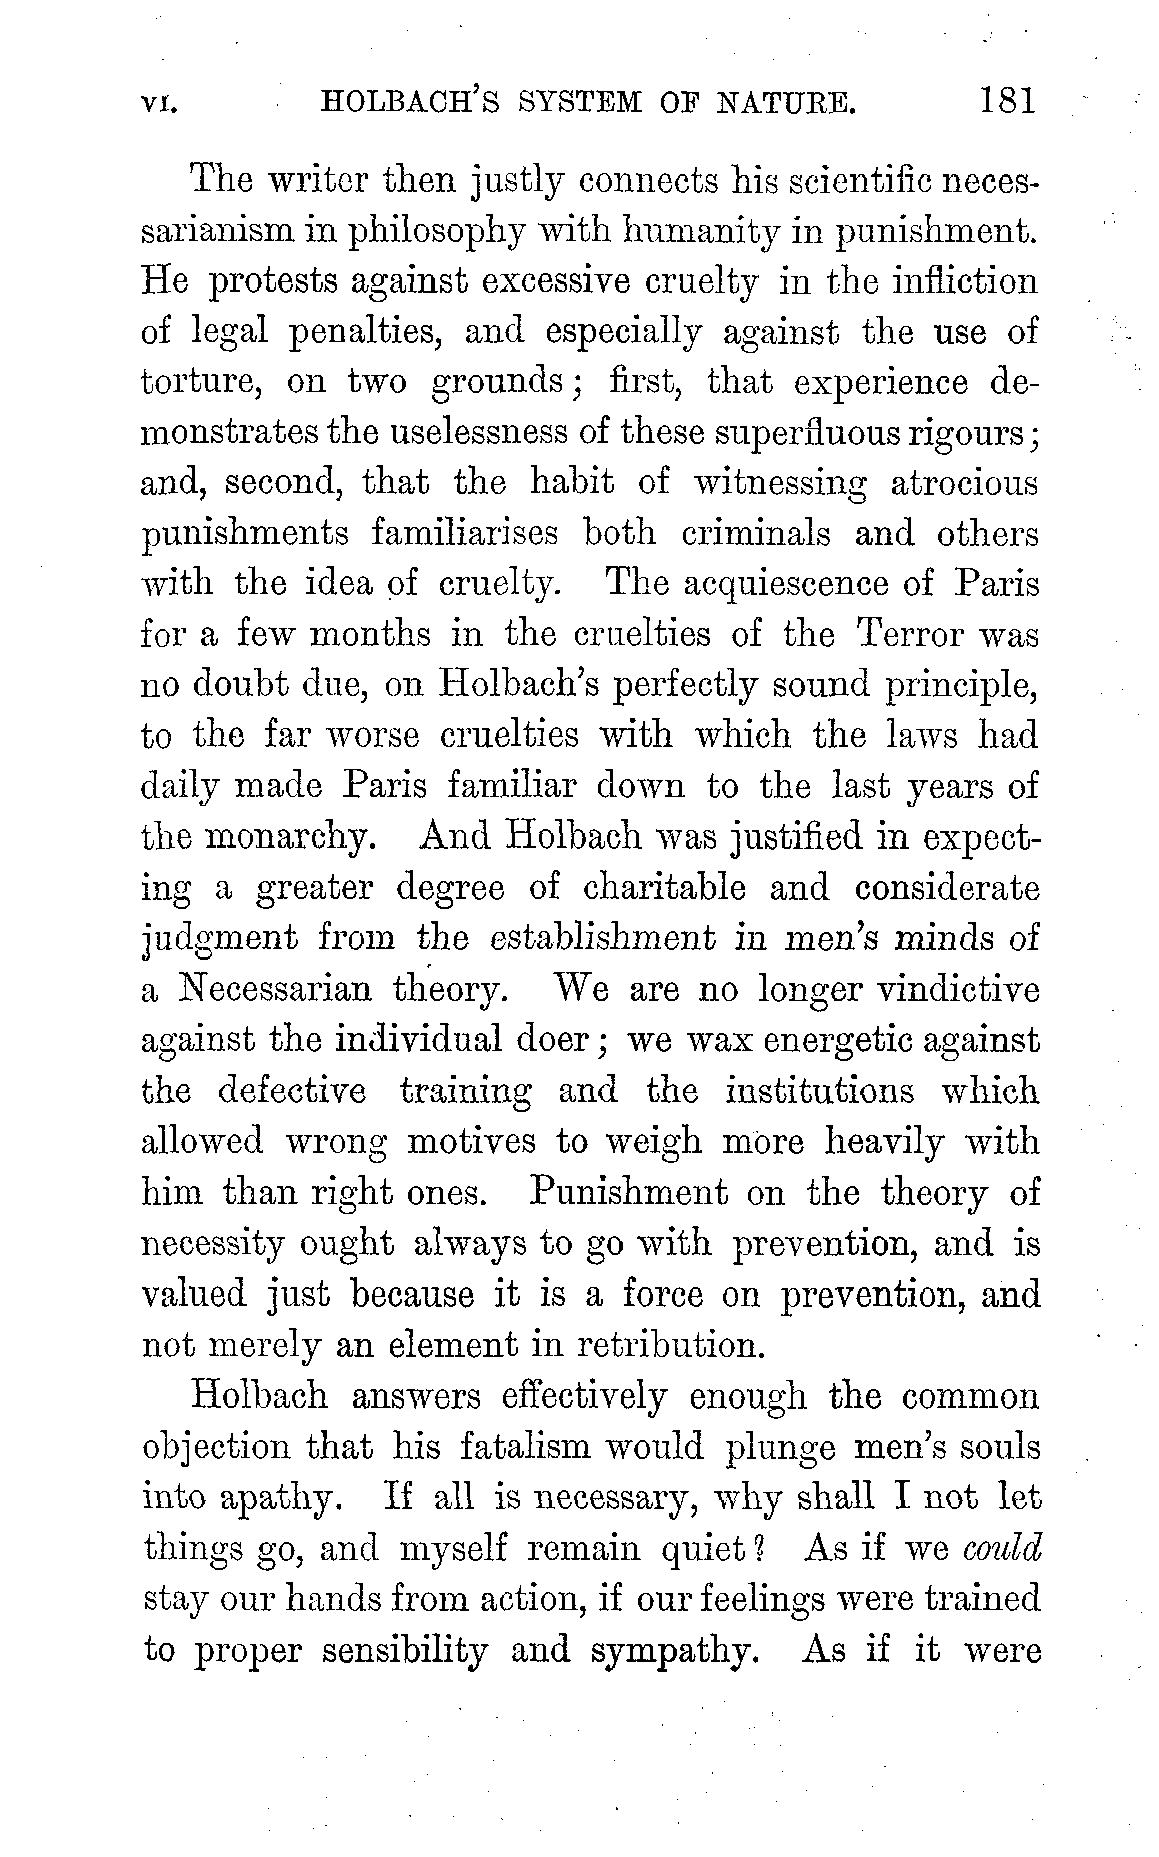 VI. HOLBACH'S SYSTEM OF NATURE. 181
The writer then justly connects his scientific neces-
sarianism in philosophy with humanity in punishment.
He protests against excessive cruelty in the infliction
of legal penalties, and especially against the use of
torture, on two grounds; first, that experience de-
monstrates the uselessness of these superfluous rigours;
and, second, that the habit of witnessing atrocious
punishments familiarises both criminals and others
with the idea of cruelty. The acquiescence of Paris
for a few months in the cruelties of the Terror was
no doubt due, on Holbach's perfectly sound principle,
to the far worse cruelties with which the laws had
daily made Paris familiar down to the last years of
the monarchy. And Holbach was justified in expect-
ing a greater degree of charitable and considerate
judgment from the establishment in men's minds of
a Necessarian theory. We are no longer vindictive
against the individual doer; we wax energetic against
the defective training and the institutions which
allowed wrong motives to weigh more heavily with
him than right ones. Punishment on the theory of
necessity ought always to go with prevention, and is
valued just because it is a force on prevention, and
not merely an element in retribution.
Holbach answers effectively enough the common
objection that his fatalism would plunge men's souls
into apathy. If all is necessary, why shall I not let
things go, and myself remain quiet? As if we could
stay our hands from action, if our feelings were trained
to proper sensibility and sympathy. As if it were